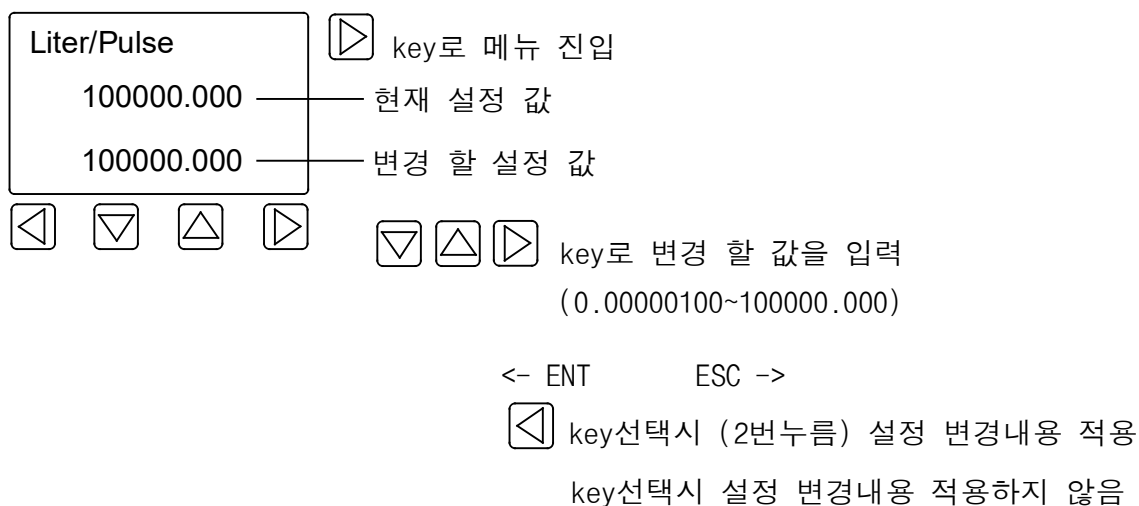 Liter/Pulse
key로 메뉴 진입
100000.000
현재 설정 값
100000.000
변경 할 설정 값
key로 변경 할 값을 입력
(0.00000100~100000.000)
<- ENT ESC ->
key선택시 (2번누름) 설정 변경내용 적용
key선택시 설정 변경내용 적용하지 않음